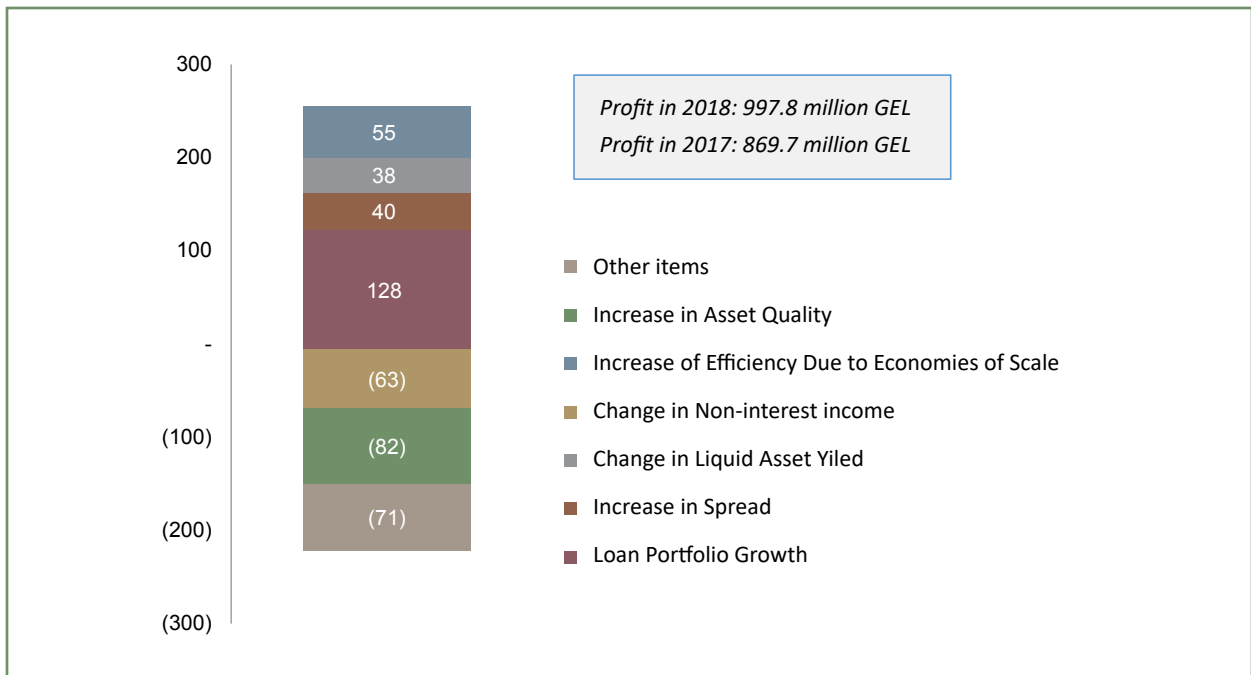 300
200
100
-
(100)
(200)
(300)
55
38
40
128
(63)
(82)
(71)
Profit in 2018: 997.8 million GEL
Profit in 2017: 869.7 million GEL
Other items
Increase in Asset Quality
Increase of Efficiency Due to Economies of Scale
Change in Non-interest income
Change in Liquid Asset Yiled
Increase in Spread
Loan Portfolio Growth